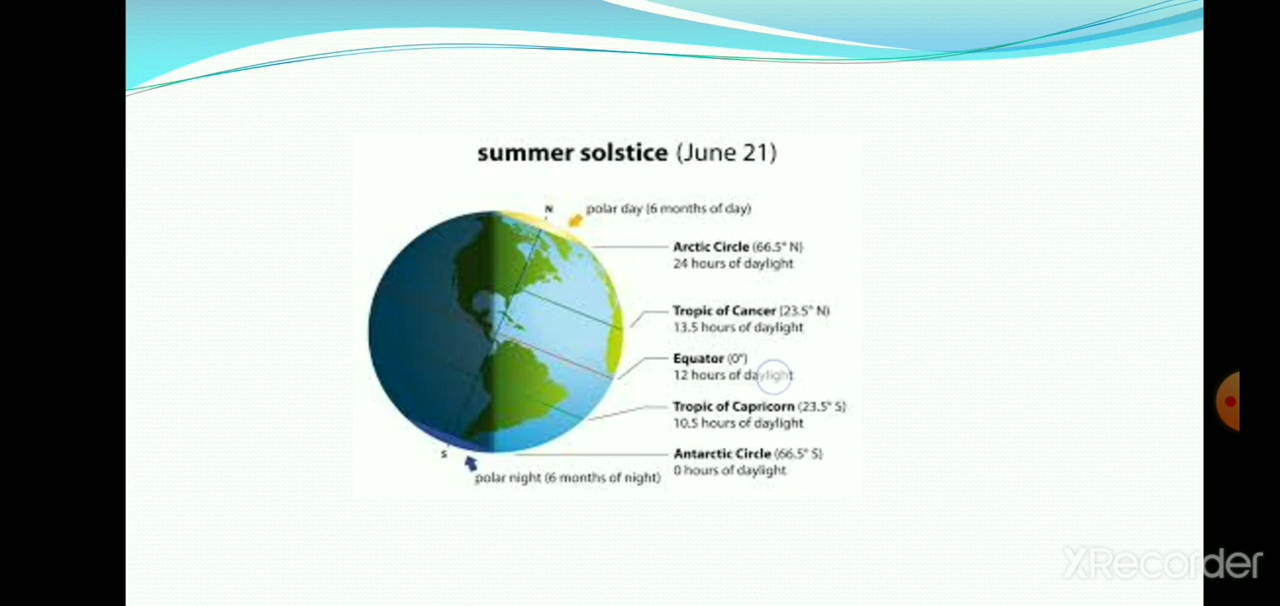 summer solstice (June 21)
N
polar day (6 months of day)
Arctic Circle (66.5° N)
24 hours of daylight
Tropic of Cancer (23.5° N)
13.5 hours of daylight
Equator (0°)
12 hours of daylight
Tropic of Capricorn (23.5° S)
10.5 hours of daylight
Antarctic Circle (66.5° S)
0 hours of daylight
S
polar night (6 months of night)
XRecorder